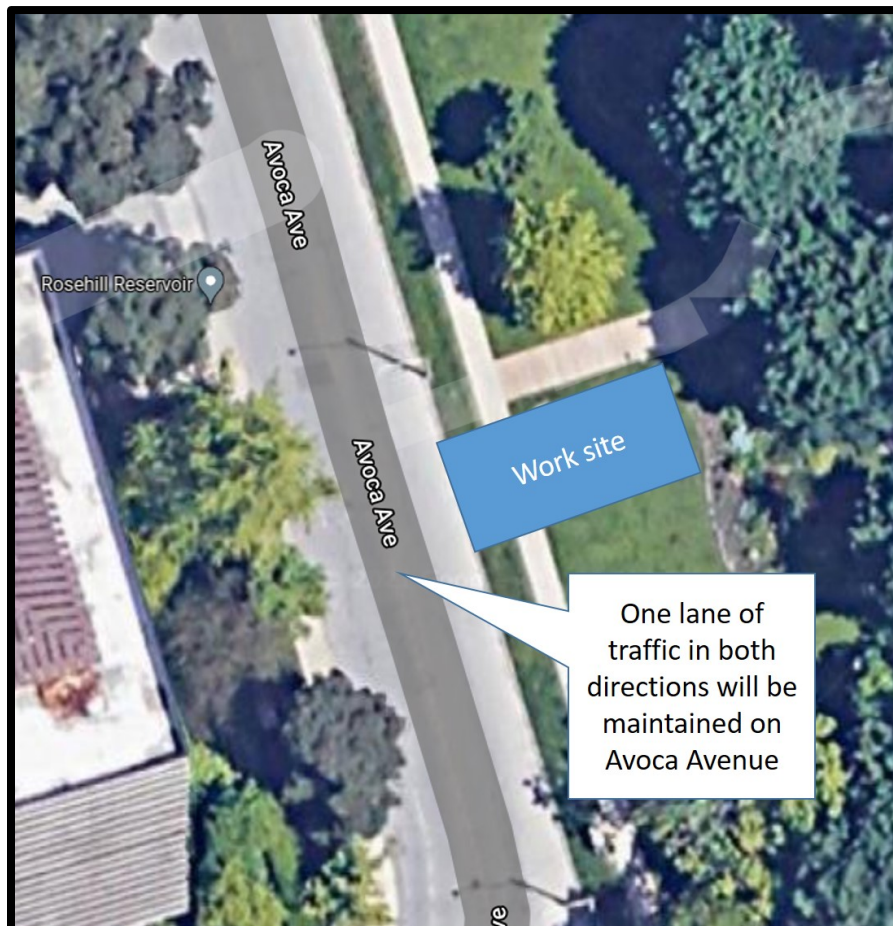 Avoca Ave
Rosehill Reservoir
Avoca Ave
Work site
One lane of
traffic in both
directions will be
maintained on
Avoca Avenue
ve